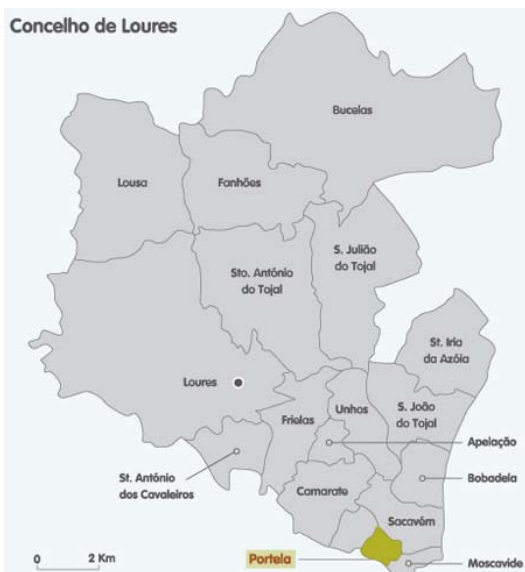 Concelho de Loures
Bucelas
Lousa
Fanhões
S. Julião
do Tojal
Sto. António
do Tojal
St. Iria
da Azóia
Loures
Frielas
Unhos
S. João
do Tojal
Apelação
St. António
dos Cavaleiros
Camarate
Bobadela
Sacavém
Portela
Moscavide
0 2 Km